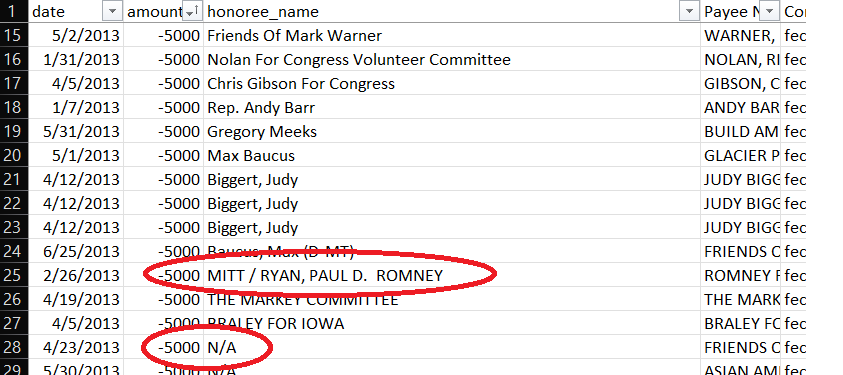 1 date amount honoree_name Payee N Co
15 5/2/2013 -5000 Friends Of Mark Warner WARNER, fec
16 1/31/2013 -5000 Nolan For Congress Volunteer Committee NOLAN, RI fec
17 4/5/2013 -5000 Chris Gibson For Congress GIBSON, C fec
18 1/7/2013 -5000 Rep. Andy Barr ANDY BAR fec
19 5/31/2013 -5000 Gregory Meeks BUILD AM fec
20 5/1/2013 -5000 Max Baucus GLACIER P fec
21 4/12/2013 -5000 Biggert, Judy JUDY BIGG fec
22 4/12/2013 -5000 Biggert, Judy JUDY BIGG fec
23 4/12/2013 -5000 Biggert, Judy JUDY BIGG fec
24 6/25/2013 -5000 Baucus, Max (D-MT) FRIENDS O fec
25 2/26/2013 -5000 MITT / RYAN, PAUL D. ROMNEY ROMNEY F fec
26 4/19/2013 -5000 THE MARKEY COMMITTEE THE MARK fec
27 4/5/2013 -5000 BRALEY FOR IOWA BRALEY FO fec
28 4/23/2013 -5000 N/A FRIENDS O fec
29 5/30/2013 -5000 N/A ASIAN AM fec